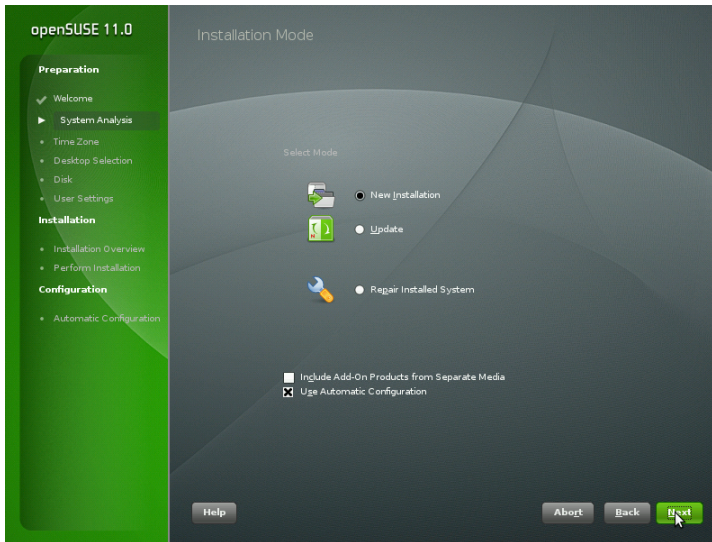 openSUSE 11.0
Preparation
Welcome
System Analysis
Time Zone
Desktop Selection
Disk
User Settings
Installation
Installation Overview
Perform Installation
Configuration
Automatic Configuration
Installation Mode
Select Mode
New Installation
Update
Repair Installed System
Include Add-On Products from Separate Media
Use Automatic Configuration
Help
Abort
Back
Next